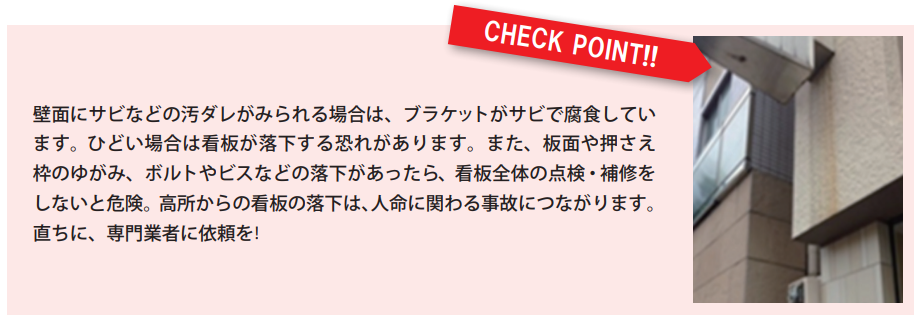 CHECK POINT!!
壁面にサビなどの汚ダレがみられる場合は、ブラケットがサビで腐食してい
ます。ひどい場合は看板が落下する恐れがあります。また、板面や押さえ
枠のゆがみ、ボルトやビスなどの落下があったら、看板全体の点検・補修を
しないと危険。高所からの看板の落下は、人命に関わる事故につながります。
直ちに、専門業者に依頼を!